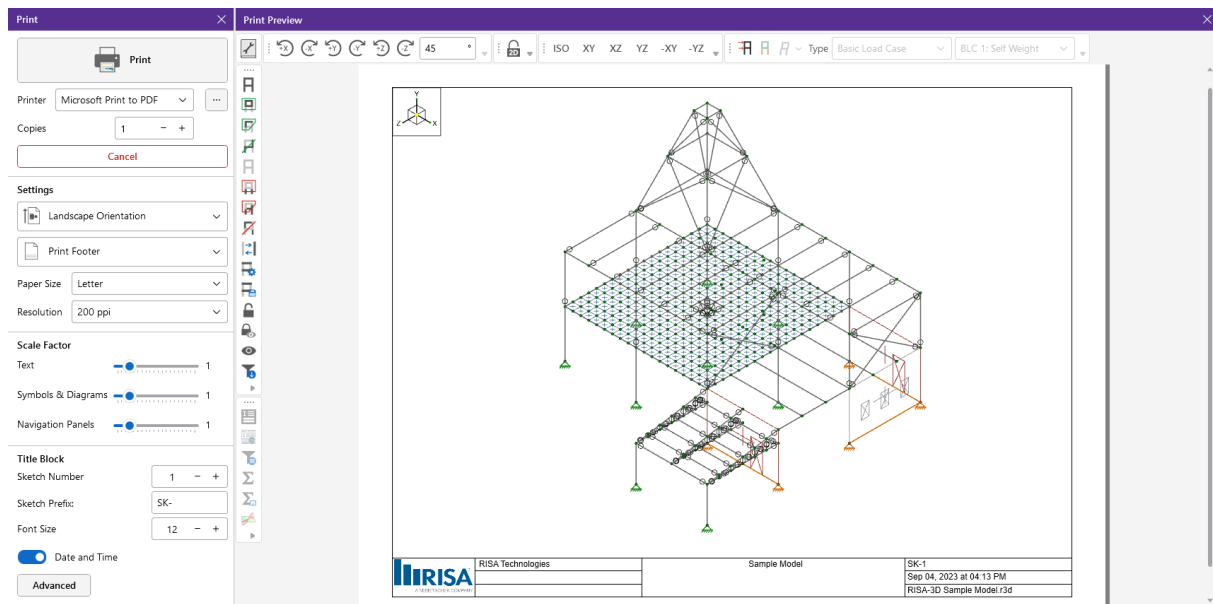 Print
Print Preview
Print
+X -X +Y -Y +Z -Z 45 ° 2D ISO XY XZ YZ -XY -YZ Type Basic Load Case BLC 1: Self Weight
Printer Microsoft Print to PDF ...
Copies 1 - +
Cancel
Settings
Landscape Orientation
Print Footer
Paper Size Letter
Resolution 200 ppi
Scale Factor
Text 1
Symbols & Diagrams 1
Navigation Panels 1
Title Block
Sketch Number 1 - +
Sketch Prefix: SK-
Font Size 12 - +
Date and Time
Advanced
Y
Z X
RISA
A NEMETSCHEK COMPANY
RISA Technologies
Sample Model
SK-1
Sep 04, 2023 at 04:13 PM
RISA-3D Sample Model.r3d